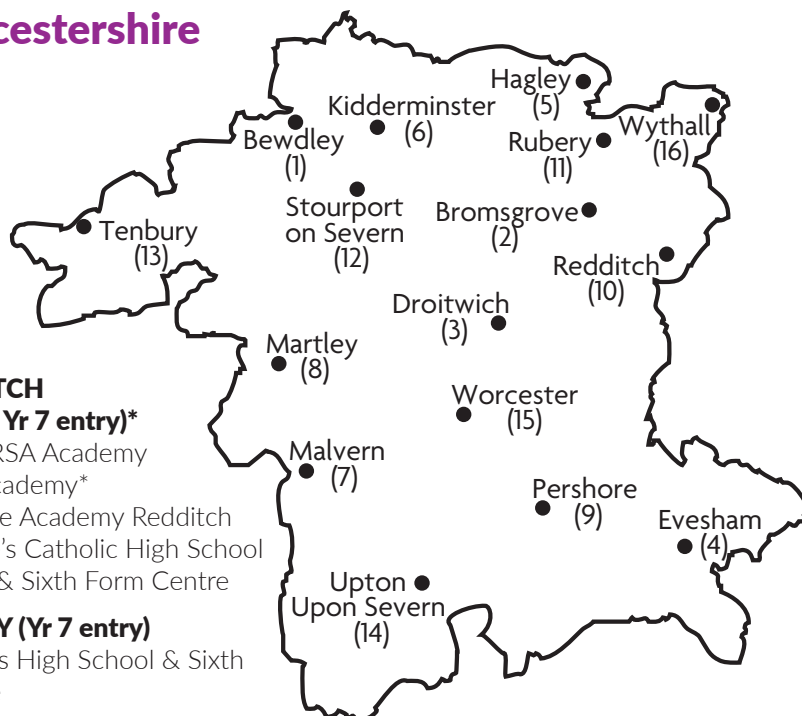 cestershire
Hagley
(5)
Kidderminster
(6)
Wythall
(16)
Bewdley
(1)
Rubery
(11)
Stourport
on Severn
(12)
Bromsgrove
(2)
Tenbury
(13)
Redditch
(10)
Droitwich
(3)
Martley
(8)
Worcester
(15)
Malvern
(7)
Pershore
(9)
Evesham
(4)
Upton
Upon Severn
(14)
TCH
Yr 7 entry)*
RSA Academy
cademy*
e Academy Redditch
's Catholic High School
& Sixth Form Centre
Y (Yr 7 entry)
s High School & Sixth